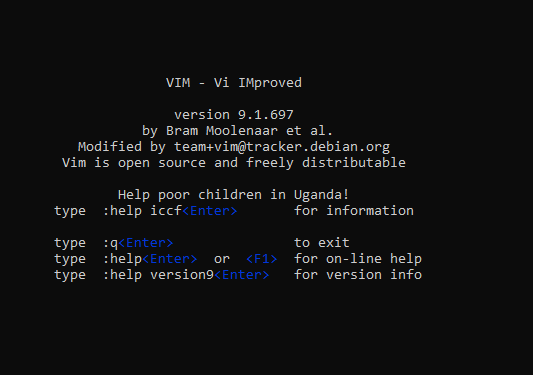 VIM - Vi IMproved
version 9.1.697
by Bram Moolenaar et al.
Modified by team+vim@tracker.debian.org
Vim is open source and freely distributable
Help poor children in Uganda!
type  :help iccf<Enter>       for information
type  :q<Enter>               to exit
type  :help<Enter>  or  <F1>  for on-line help
type  :help version9<Enter>   for version info